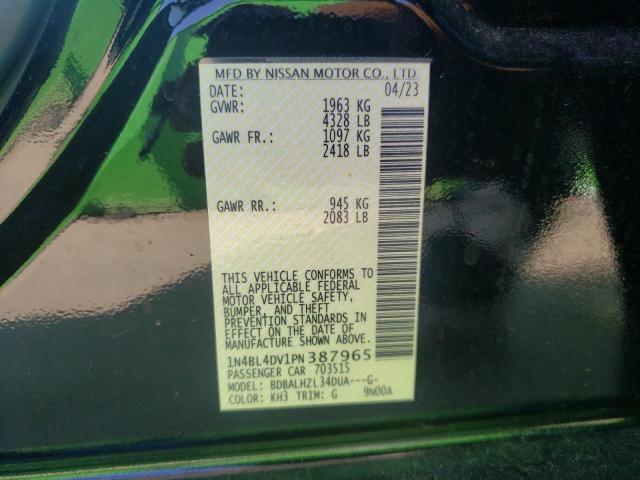 MFD BY NISSAN MOTOR CO., LTD.
DATE: 04/23
GVWR: 1963 KG
4328 LB
GAWR FR.: 1097 KG
2418 LB
GAWR RR.: 945 KG
2083 LB
THIS VEHICLE CONFORMS TO
ALL APPLICABLE FEDERAL
MOTOR VEHICLE SAFETY,
BUMPER, AND THEFT
PREVENTION STANDARDS IN
EFFECT ON THE DATE OF
MANUFACTURE SHOWN ABOVE.
1N4BL4DV1PN387965
PASSENGER CAR 703515
MODEL: BDBALHZL34DUA---G-
COLOR: KH3 TRIM: G 9N00A